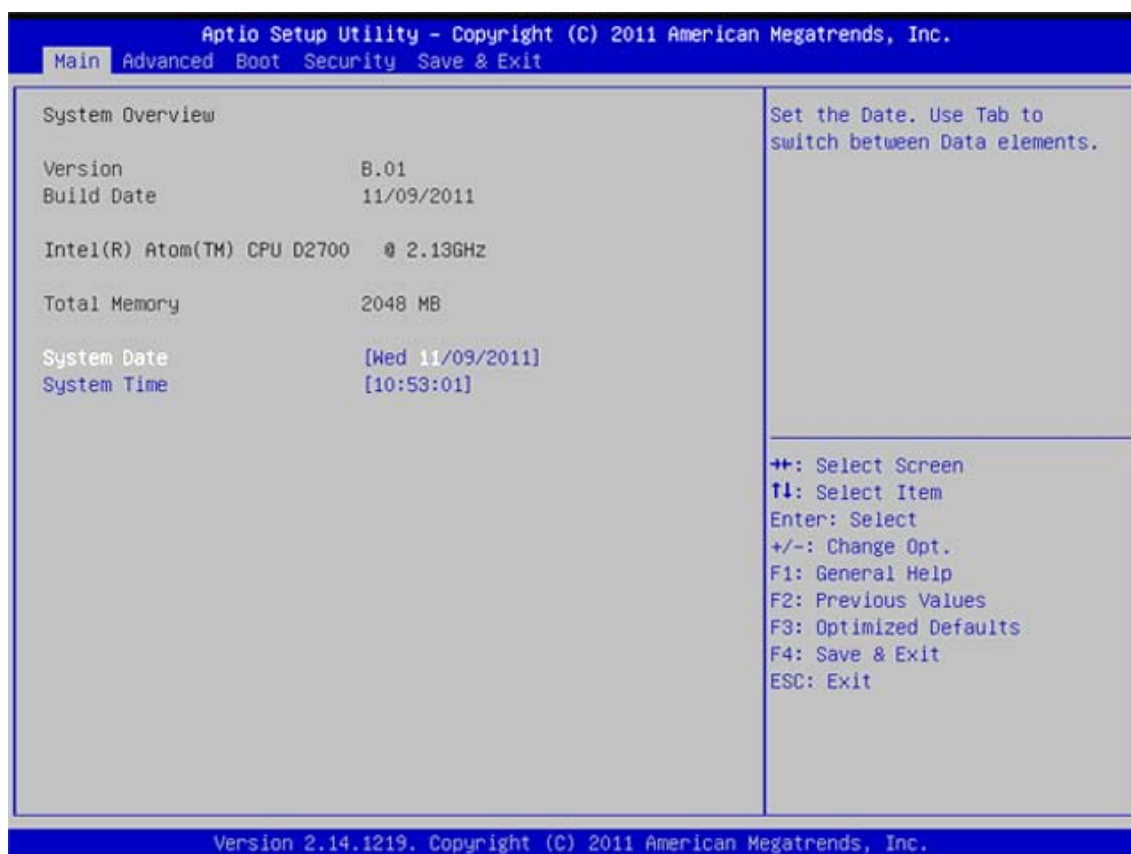 Aptio Setup Utility – Copyright (C) 2011 American Megatrends, Inc.
Main Advanced Boot Security Save & Exit
System Overview
Version B.01
Build Date 11/09/2011
Intel(R) Atom(TM) CPU D2700 @ 2.13GHz
Total Memory 2048 MB
System Date [Wed 11/09/2011]
System Time [10:53:01]
Set the Date. Use Tab to
switch between Data elements.
→←: Select Screen
↑↓: Select Item
Enter: Select
+/-: Change Opt.
F1: General Help
F2: Previous Values
F3: Optimized Defaults
F4: Save & Exit
ESC: Exit
Version 2.14.1219. Copyright (C) 2011 American Megatrends, Inc.